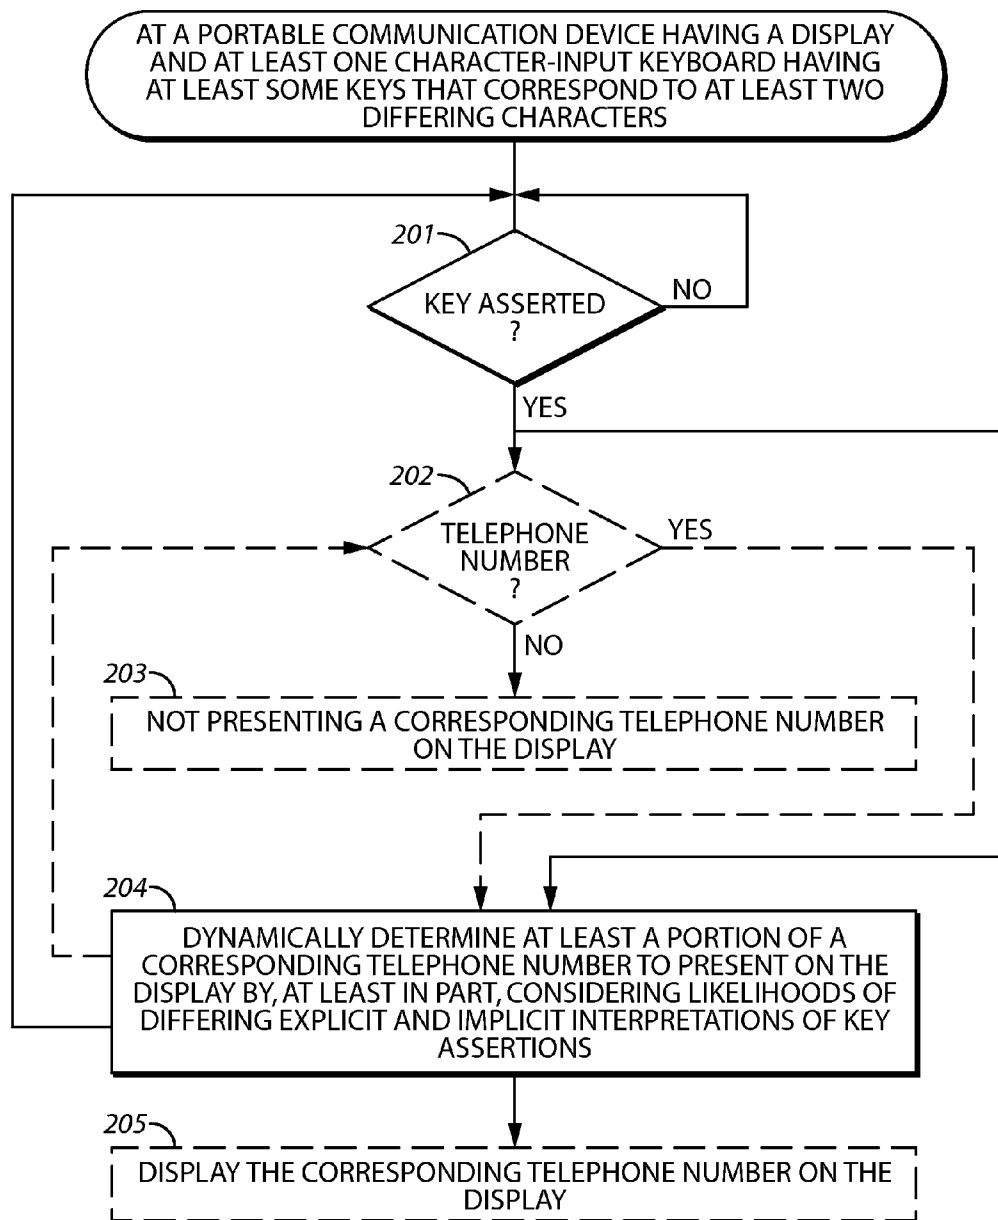 AT A PORTABLE COMMUNICATION DEVICE HAVING A DISPLAY
AND AT LEAST ONE CHARACTER-INPUT KEYBOARD HAVING
AT LEAST SOME KEYS THAT CORRESPOND TO AT LEAST TWO
DIFFERING CHARACTERS
201
KEY ASSERTED
?
NO
YES
202
TELEPHONE
NUMBER
?
YES
NO
203
NOT PRESENTING A CORRESPONDING TELEPHONE NUMBER
ON THE DISPLAY
204
DYNAMICALLY DETERMINE AT LEAST A PORTION OF A
CORRESPONDING TELEPHONE NUMBER TO PRESENT ON THE
DISPLAY BY, AT LEAST IN PART, CONSIDERING LIKELIHOODS OF
DIFFERING EXPLICIT AND IMPLICIT INTERPRETATIONS OF KEY
ASSERTIONS
205
DISPLAY THE CORRESPONDING TELEPHONE NUMBER ON THE
DISPLAY